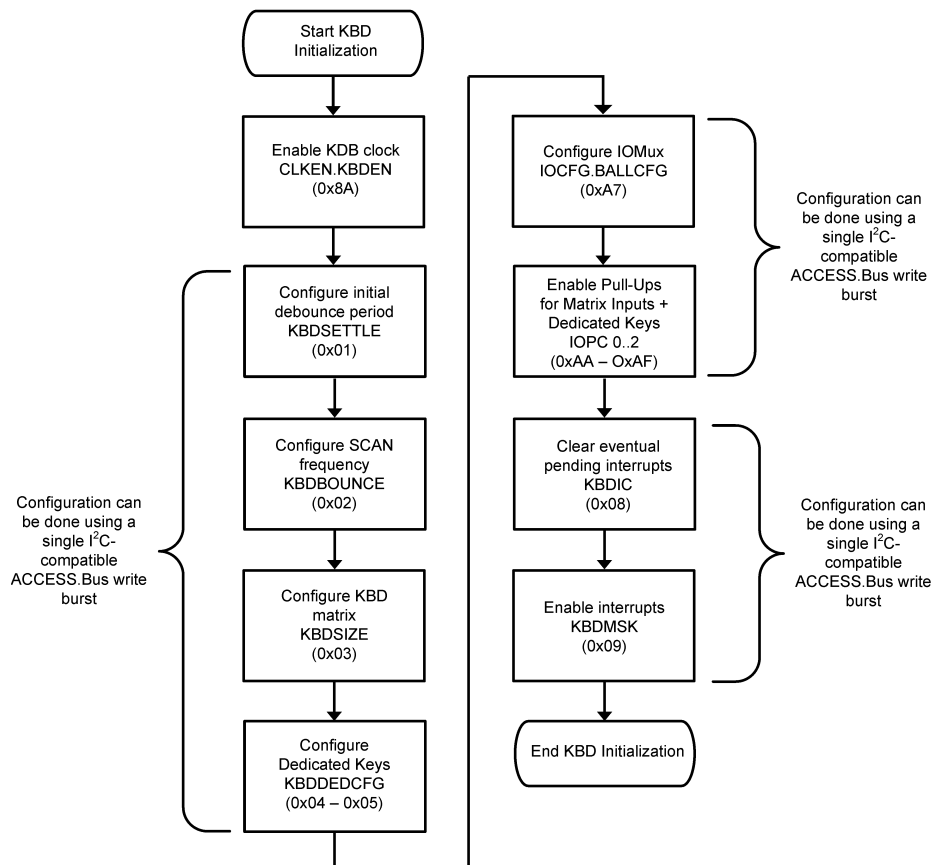 Start KBD
Initialization
Enable KDB clock
CLKEN.KBDEN
(0x8A)
Configure initial
debounce period
KBDSETTLE
(0x01)
Configure SCAN
frequency
KBDBOUNCE
(0x02)
Configure KBD
matrix
KBDSIZE
(0x03)
Configure
Dedicated Keys
KBDDEDCFG
(0x04 – 0x05)
Configuration can
be done using a
single I²C-
compatible
ACCESS.Bus write
burst
Configure IOMux
IOCFG.BALLCFG
(0xA7)
Enable Pull-Ups
for Matrix Inputs +
Dedicated Keys
IOPC 0..2
(0xAA – OxAF)
Configuration can
be done using a
single I²C-
compatible
ACCESS.Bus write
burst
Clear eventual
pending interrupts
KBDIC
(0x08)
Enable interrupts
KBDMSK
(0x09)
Configuration can
be done using a
single I²C-
compatible
ACCESS.Bus write
burst
End KBD Initialization